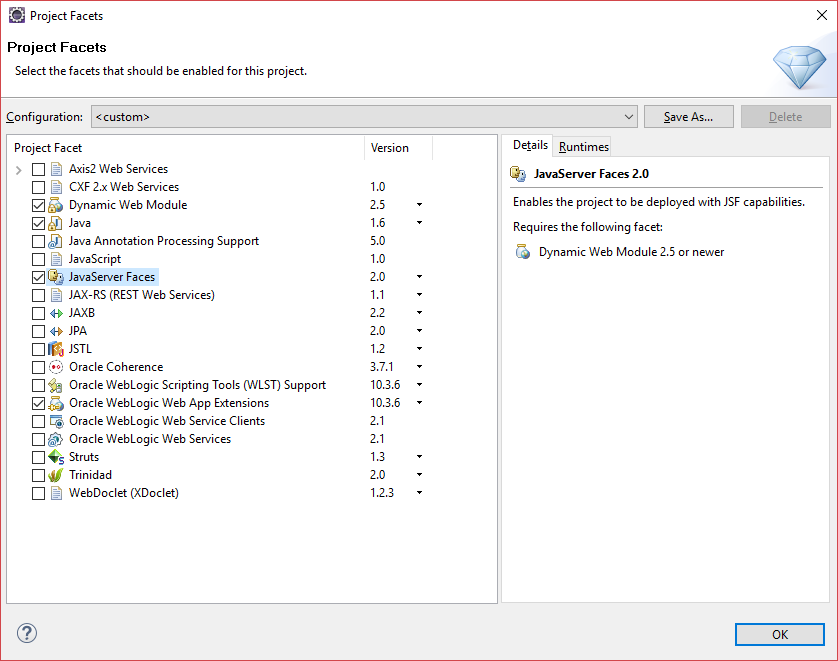 Project Facets
Project Facets
Select the facets that should be enabled for this project.
Configuration: <custom> Save As... Delete
Project Facet Version
Axis2 Web Services
CXF 2.x Web Services 1.0
Dynamic Web Module 2.5
Java 1.6
Java Annotation Processing Support 5.0
JavaScript 1.0
JavaServer Faces 2.0
JAX-RS (REST Web Services) 1.1
JAXB 2.2
JPA 2.0
JSTL 1.2
Oracle Coherence 3.7.1
Oracle WebLogic Scripting Tools (WLST) Support 10.3.6
Oracle WebLogic Web App Extensions 10.3.6
Oracle WebLogic Web Service Clients 2.1
Oracle WebLogic Web Services 2.1
Struts 1.3
Trinidad 2.0
WebDoclet (XDoclet) 1.2.3
Details Runtimes
JavaServer Faces 2.0
Enables the project to be deployed with JSF capabilities.
Requires the following facet:
Dynamic Web Module 2.5 or newer
?
OK